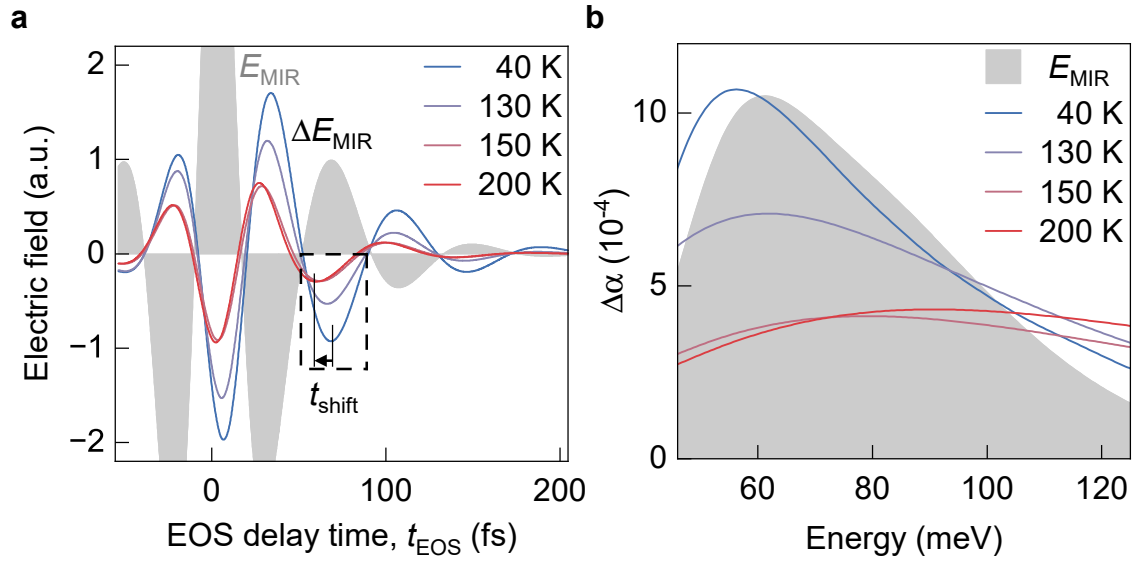 a
E_MIR
40 K
130 K
150 K
200 K
ΔE_MIR
t_shift
2
1
0
−1
−2
Electric field (a.u.)
0
100
200
EOS delay time, t_EOS (fs)
b
E_MIR
40 K
130 K
150 K
200 K
10
5
0
Δα (10⁻⁴)
60
80
100
120
Energy (meV)